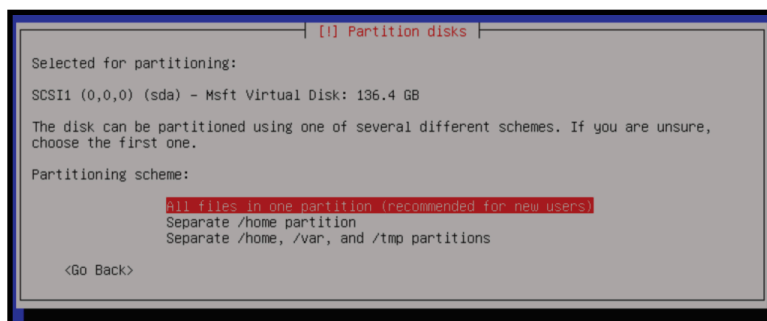 [!] Partition disks
Selected for partitioning:
SCSI1 (0,0,0) (sda) – Msft Virtual Disk: 136.4 GB
The disk can be partitioned using one of several different schemes. If you are unsure,
choose the first one.
Partitioning scheme:
All files in one partition (recommended for new users)
Separate /home partition
Separate /home, /var, and /tmp partitions
<Go Back>